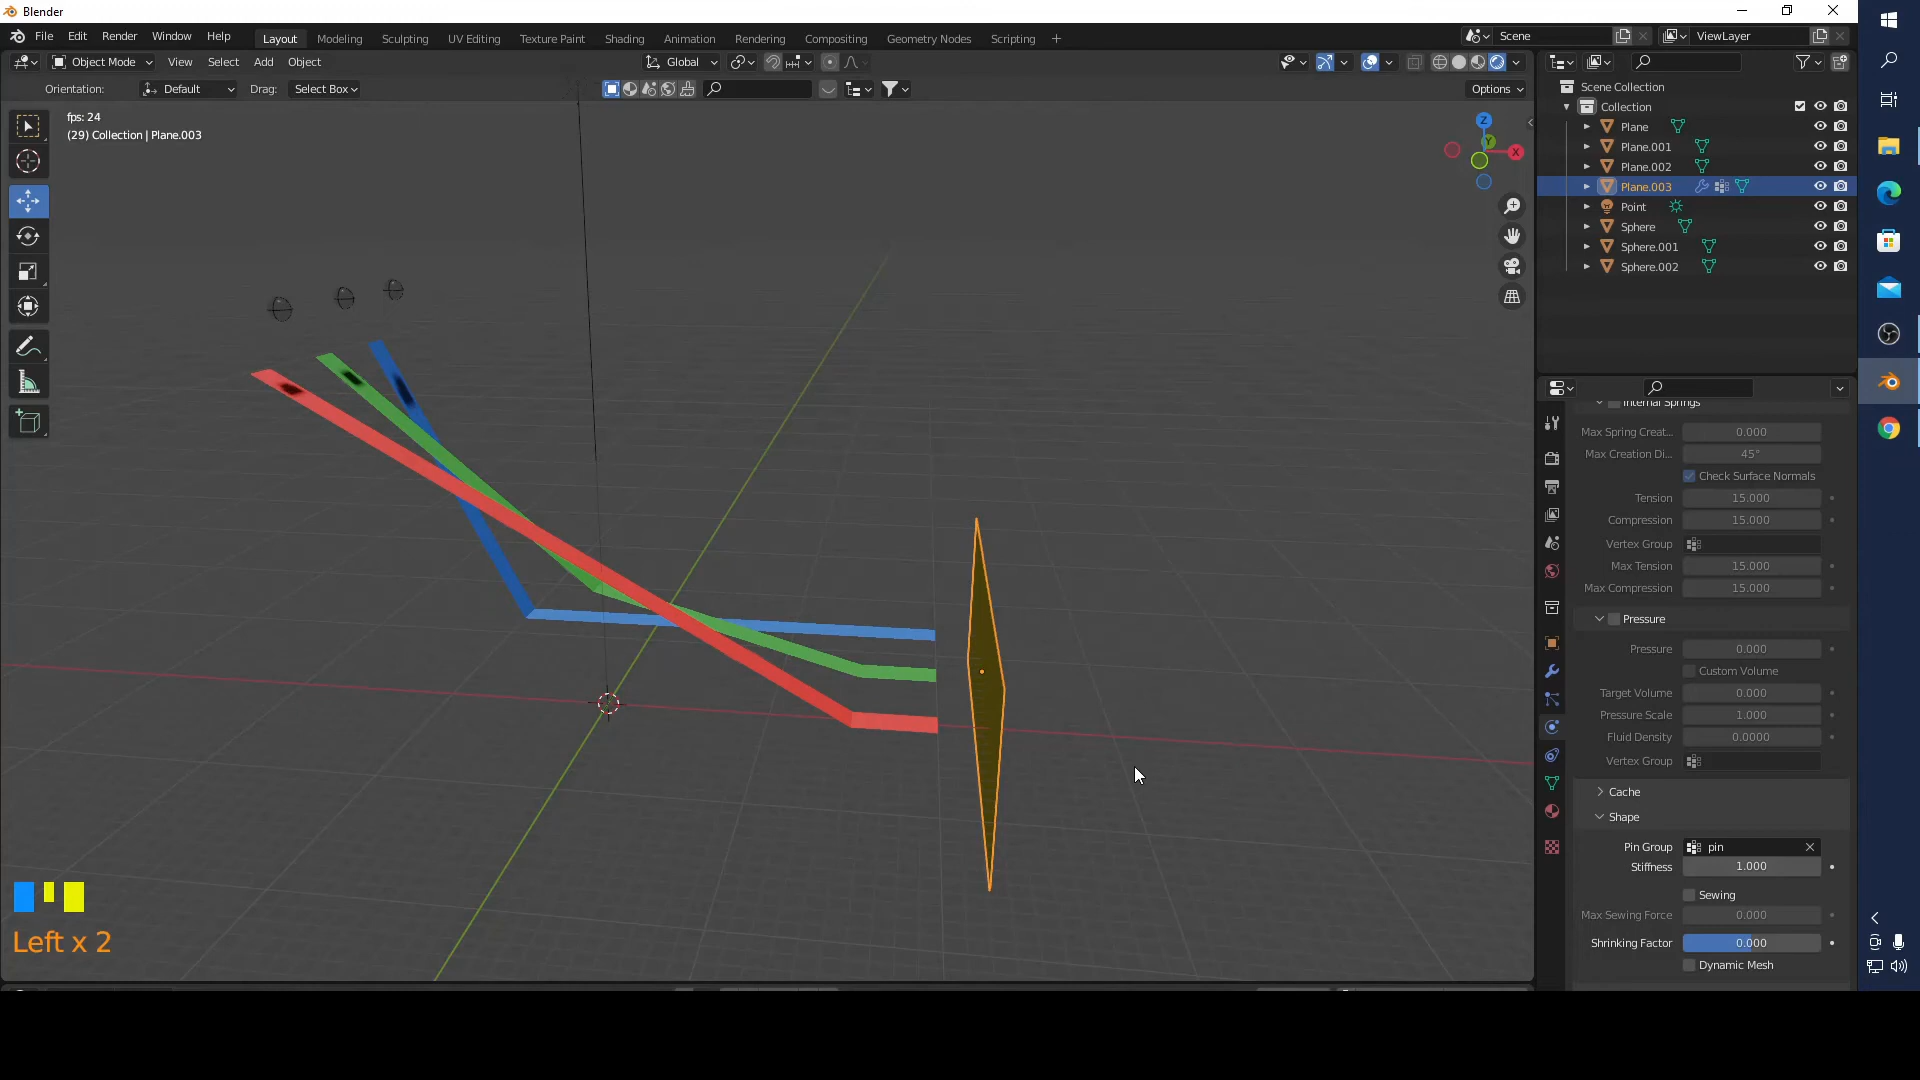 Blender
File Edit Render Window Help
Layout Modeling Sculpting UV Editing Texture Paint Shading Animation Rendering Compositing Geometry Nodes Scripting +
Scene
ViewLayer
Object Mode View Select Add Object
Global
Orientation: Default Drag: Select Box
Options
fps: 24
(29) Collection | Plane.003
Z
Y
X
Left x 2
Scene Collection
Collection
Plane
Plane.001
Plane.002
Plane.003
Point
Sphere
Sphere.001
Sphere.002
Internal Springs
Max Spring Creat... 0.000
Max Creation Di... 45°
Check Surface Normals
Tension 15.000
Compression 15.000
Vertex Group
Max Tension 15.000
Max Compression 15.000
Pressure
Pressure 0.000
Custom Volume
Target Volume 0.000
Pressure Scale 1.000
Fluid Density 0.0000
Vertex Group
Cache
Shape
Pin Group pin
Stiffness 1.000
Sewing
Max Sewing Force 0.000
Shrinking Factor 0.000
Dynamic Mesh